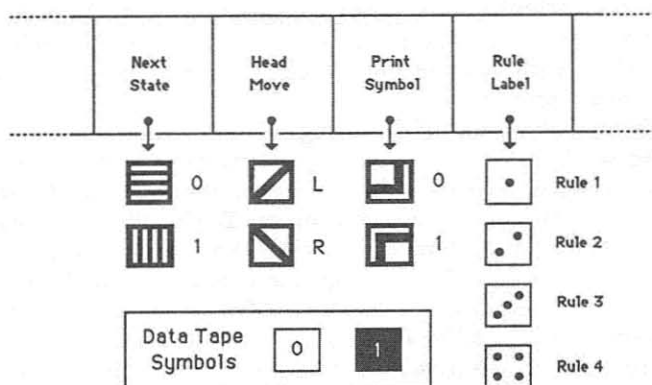 Next Head Print Rule
State Move Symbol Label
0 L 0 Rule 1
1 R 1 Rule 2
Rule 3
Data Tape 0 1
Symbols
Rule 4